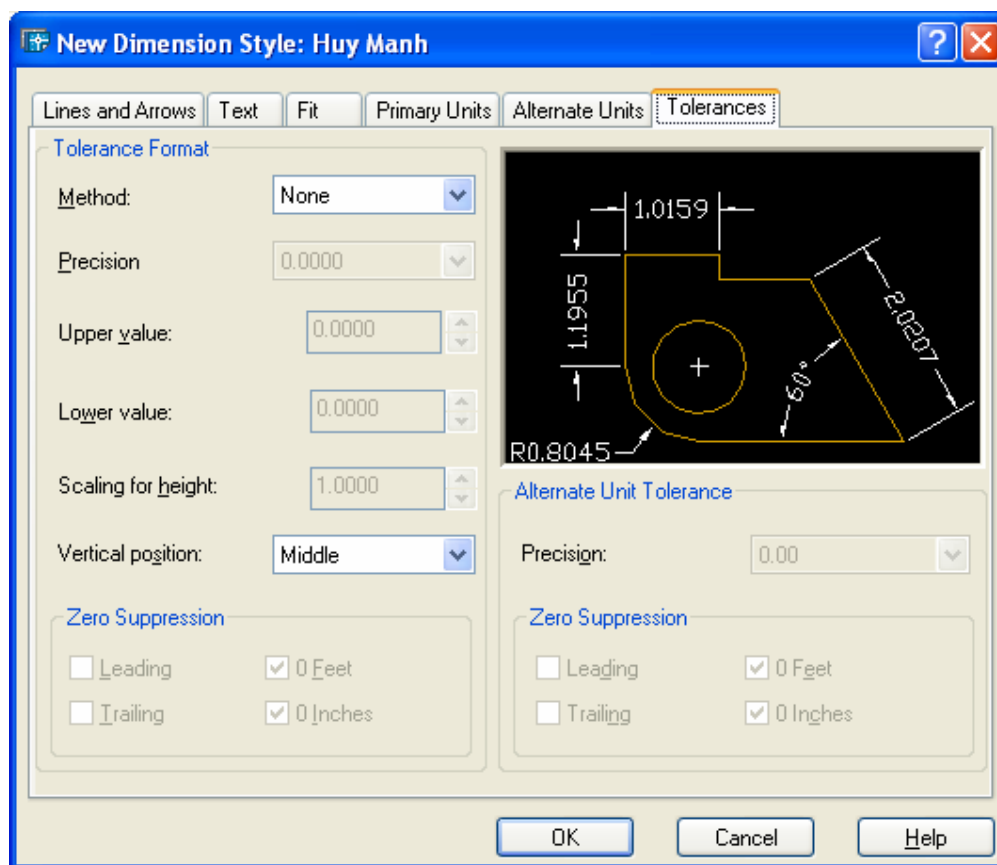 New Dimension Style: Huy Manh
Lines and Arrows
Text
Fit
Primary Units
Alternate Units
Tolerances
Tolerance Format
Method:
None
Precision
0.0000
Upper value:
0.0000
Lower value:
0.0000
Scaling for height:
1.0000
Vertical position:
Middle
Zero Suppression
Leading
0 Feet
Trailing
0 Inches
1.0159
1.1955
2.0207
60°
R0.8045
Alternate Unit Tolerance
Precision:
0.00
Zero Suppression
Leading
0 Feet
Trailing
0 Inches
OK
Cancel
Help